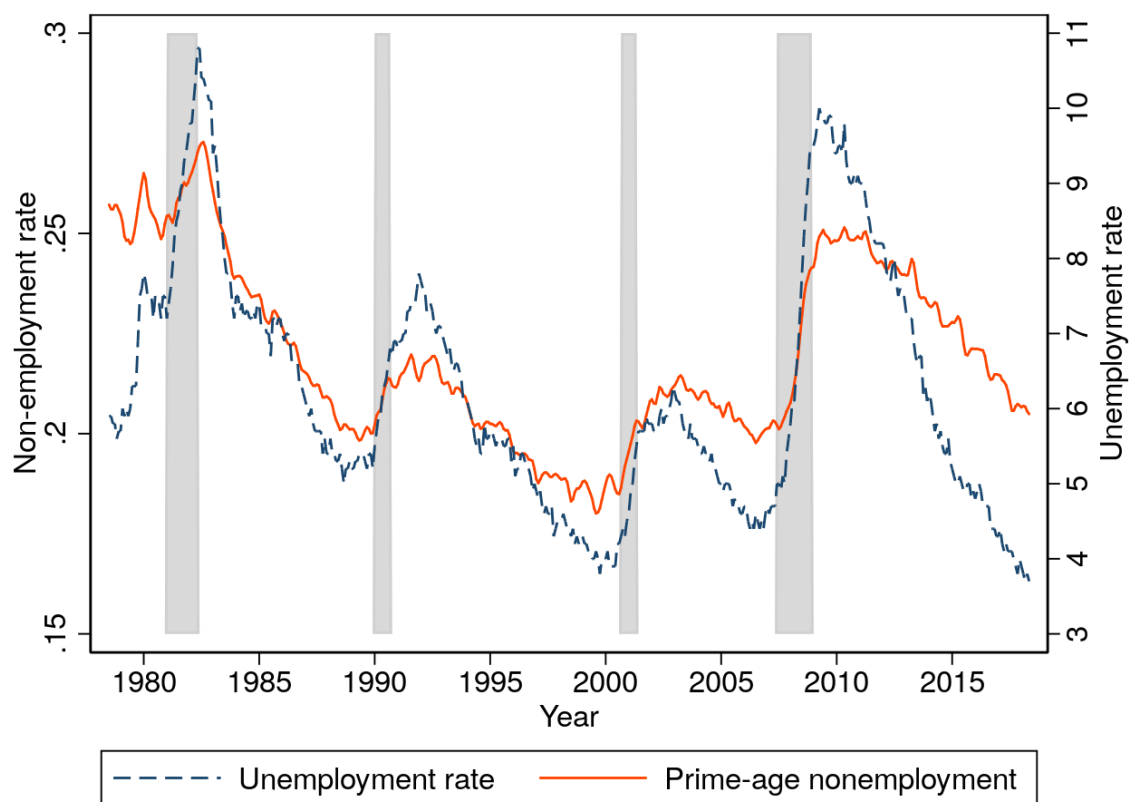 .3
.25
.2
.15
Non-employment rate
11
10
9
8
7
6
5
4
3
Unemployment rate
1980 1985 1990 1995 2000 2005 2010 2015
Year
Unemployment rate Prime-age nonemployment